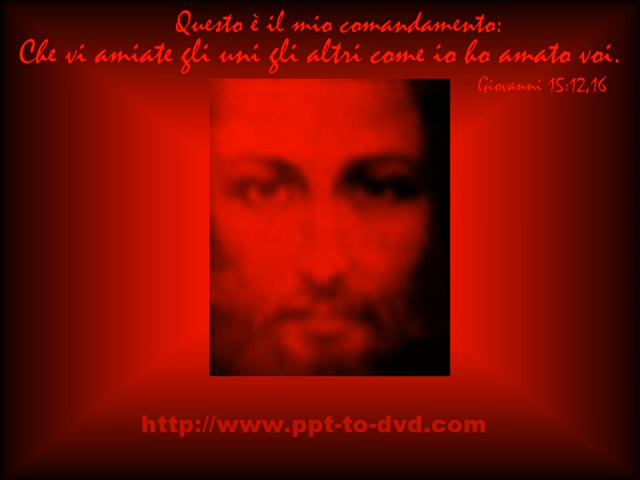 Questo è il mio comandamento:
Che vi amiate gli uni gli altri come io ho amato voi.
Giovanni 15:12,16
http://www.ppt-to-dvd.com